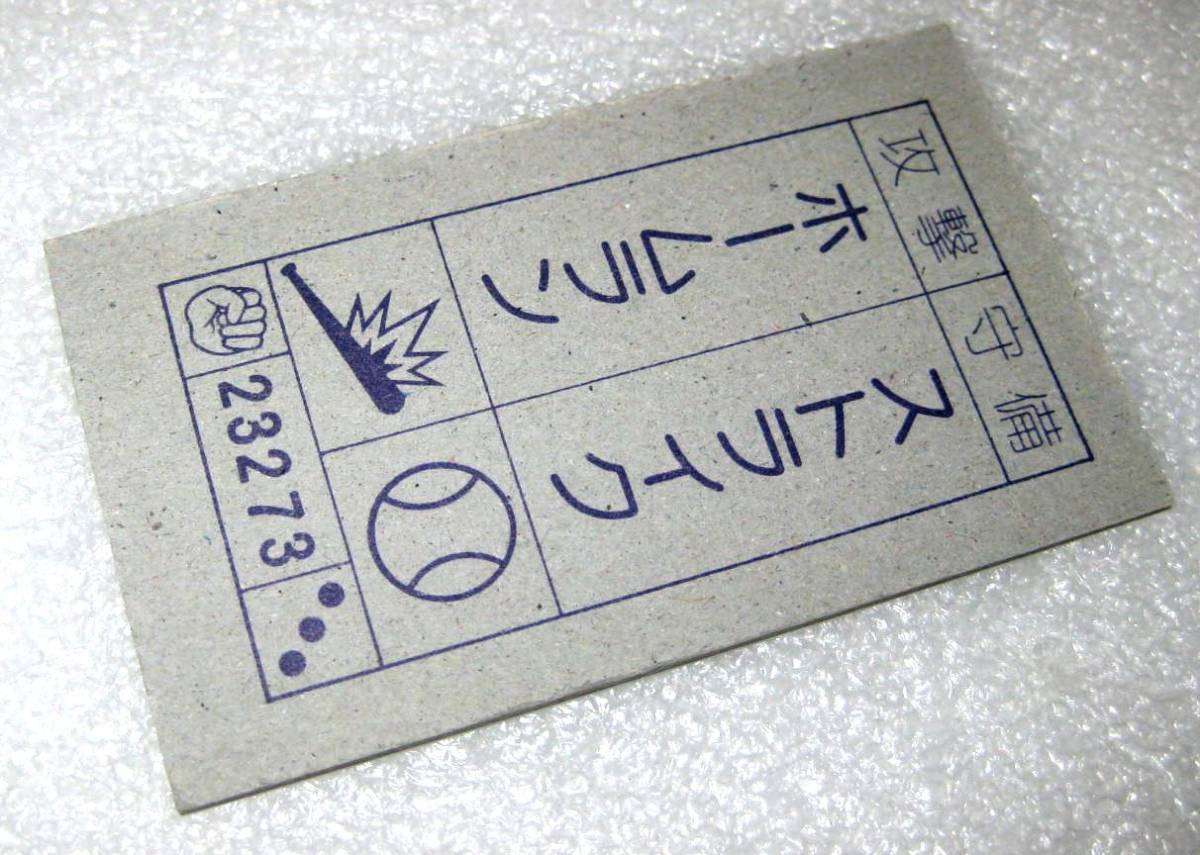 攻撃
守備
ホームラン
ストライク
23273